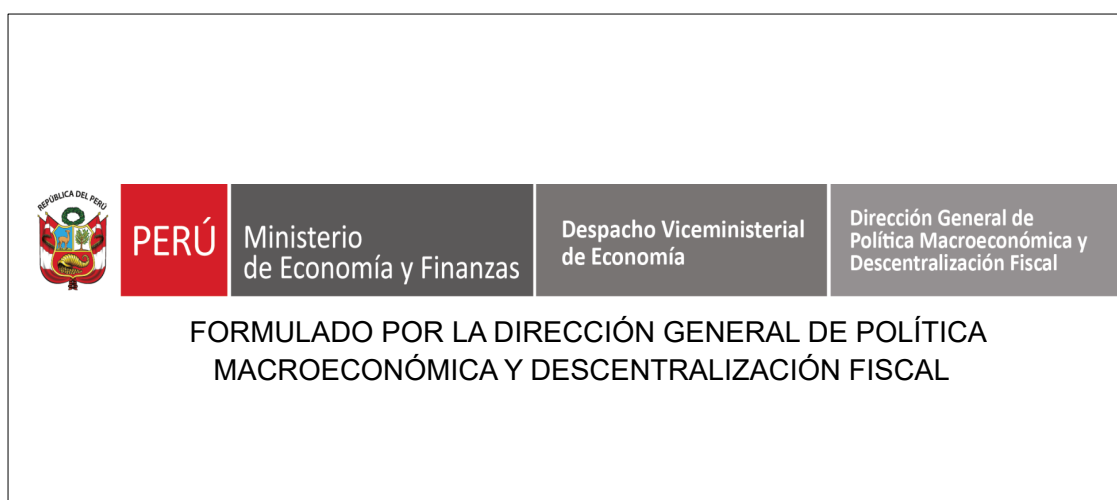 REPÚBLICA DEL PERÚ
PERÚ
Ministerio
de Economía y Finanzas
Despacho Viceministerial
de Economía
Dirección General de
Política Macroeconómica y
Descentralización Fiscal
FORMULADO POR LA DIRECCIÓN GENERAL DE POLÍTICA
MACROECONÓMICA Y DESCENTRALIZACIÓN FISCAL